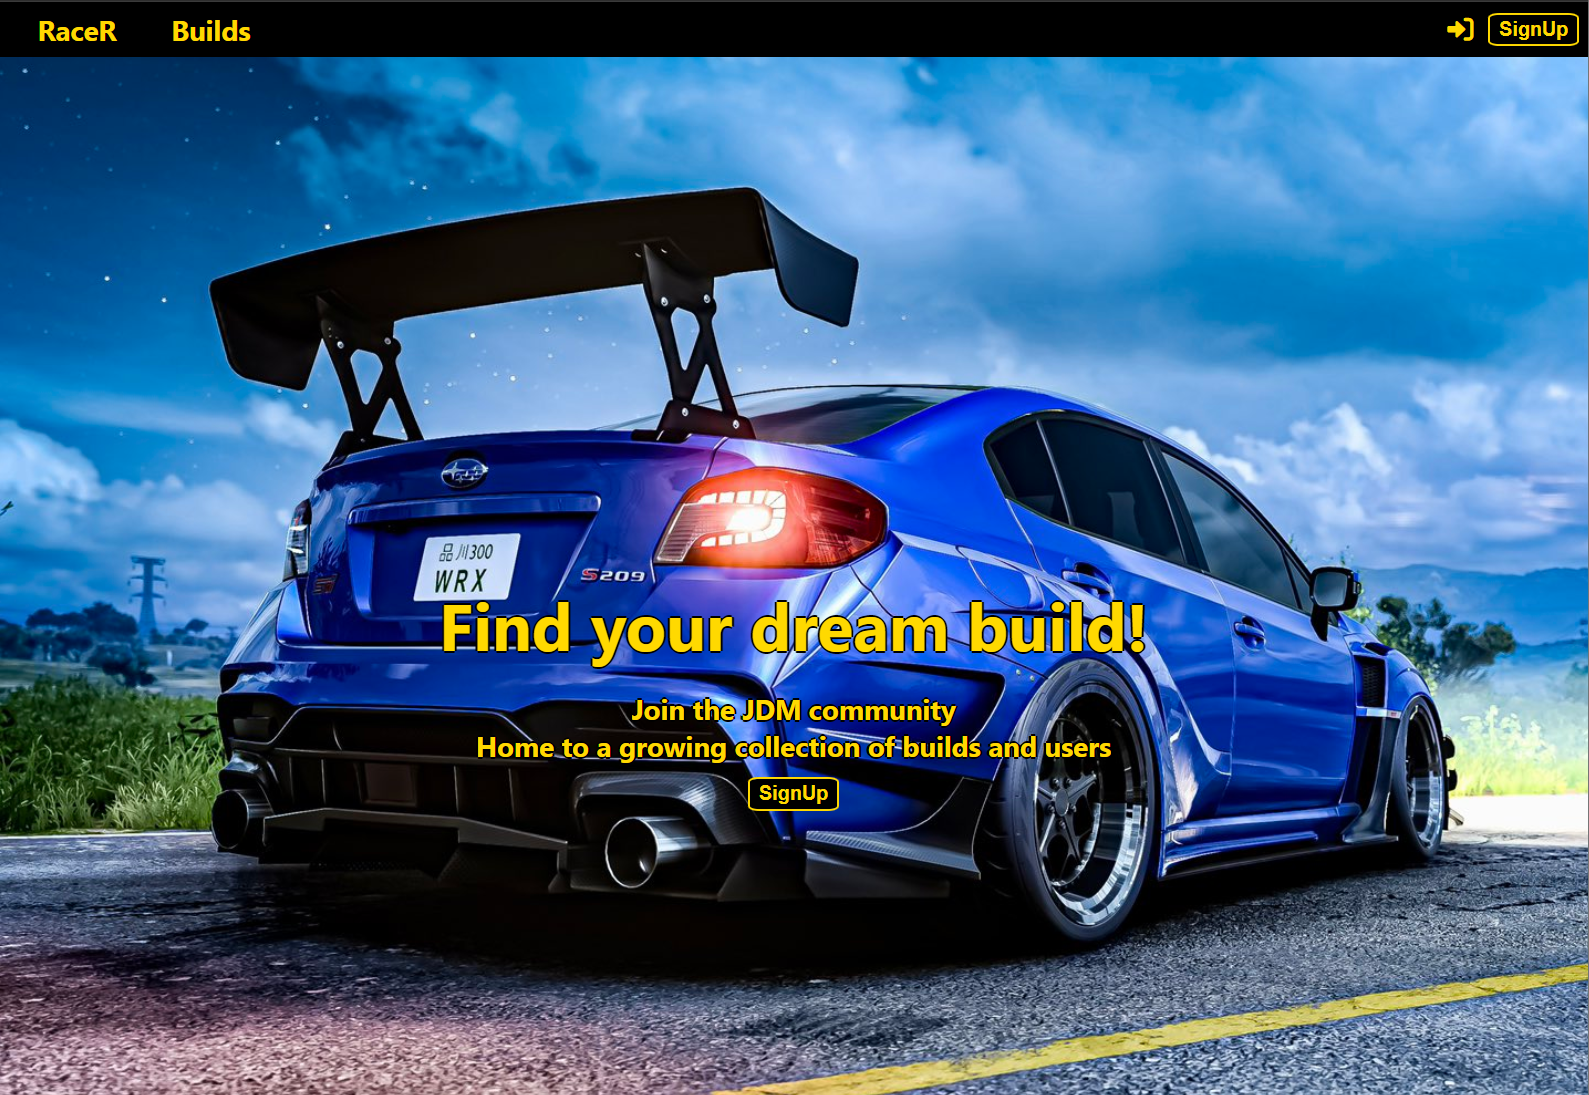 RaceR Builds SignUp
品川300
WRX
S209
Find your dream build!
Join the JDM community
Home to a growing collection of builds and users
SignUp